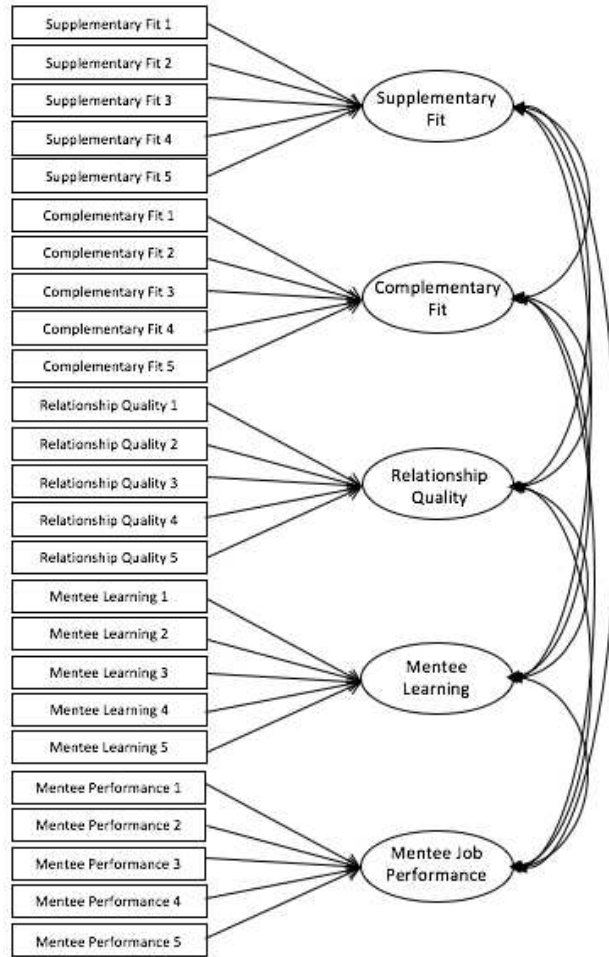 Supplementary Fit 1
Supplementary Fit 2
Supplementary Fit 3
Supplementary Fit 4
Supplementary Fit 5
Complementary Fit 1
Complementary Fit 2
Complementary Fit 3
Complementary Fit 4
Complementary Fit 5
Relationship Quality 1
Relationship Quality 2
Relationship Quality 3
Relationship Quality 4
Relationship Quality 5
Mentee Learning 1
Mentee Learning 2
Mentee Learning 3
Mentee Learning 4
Mentee Learning 5
Mentee Performance 1
Mentee Performance 2
Mentee Performance 3
Mentee Performance 4
Mentee Performance 5
Supplementary
Fit
Complementary
Fit
Relationship
Quality
Mentee
Learning
Mentee Job
Performance